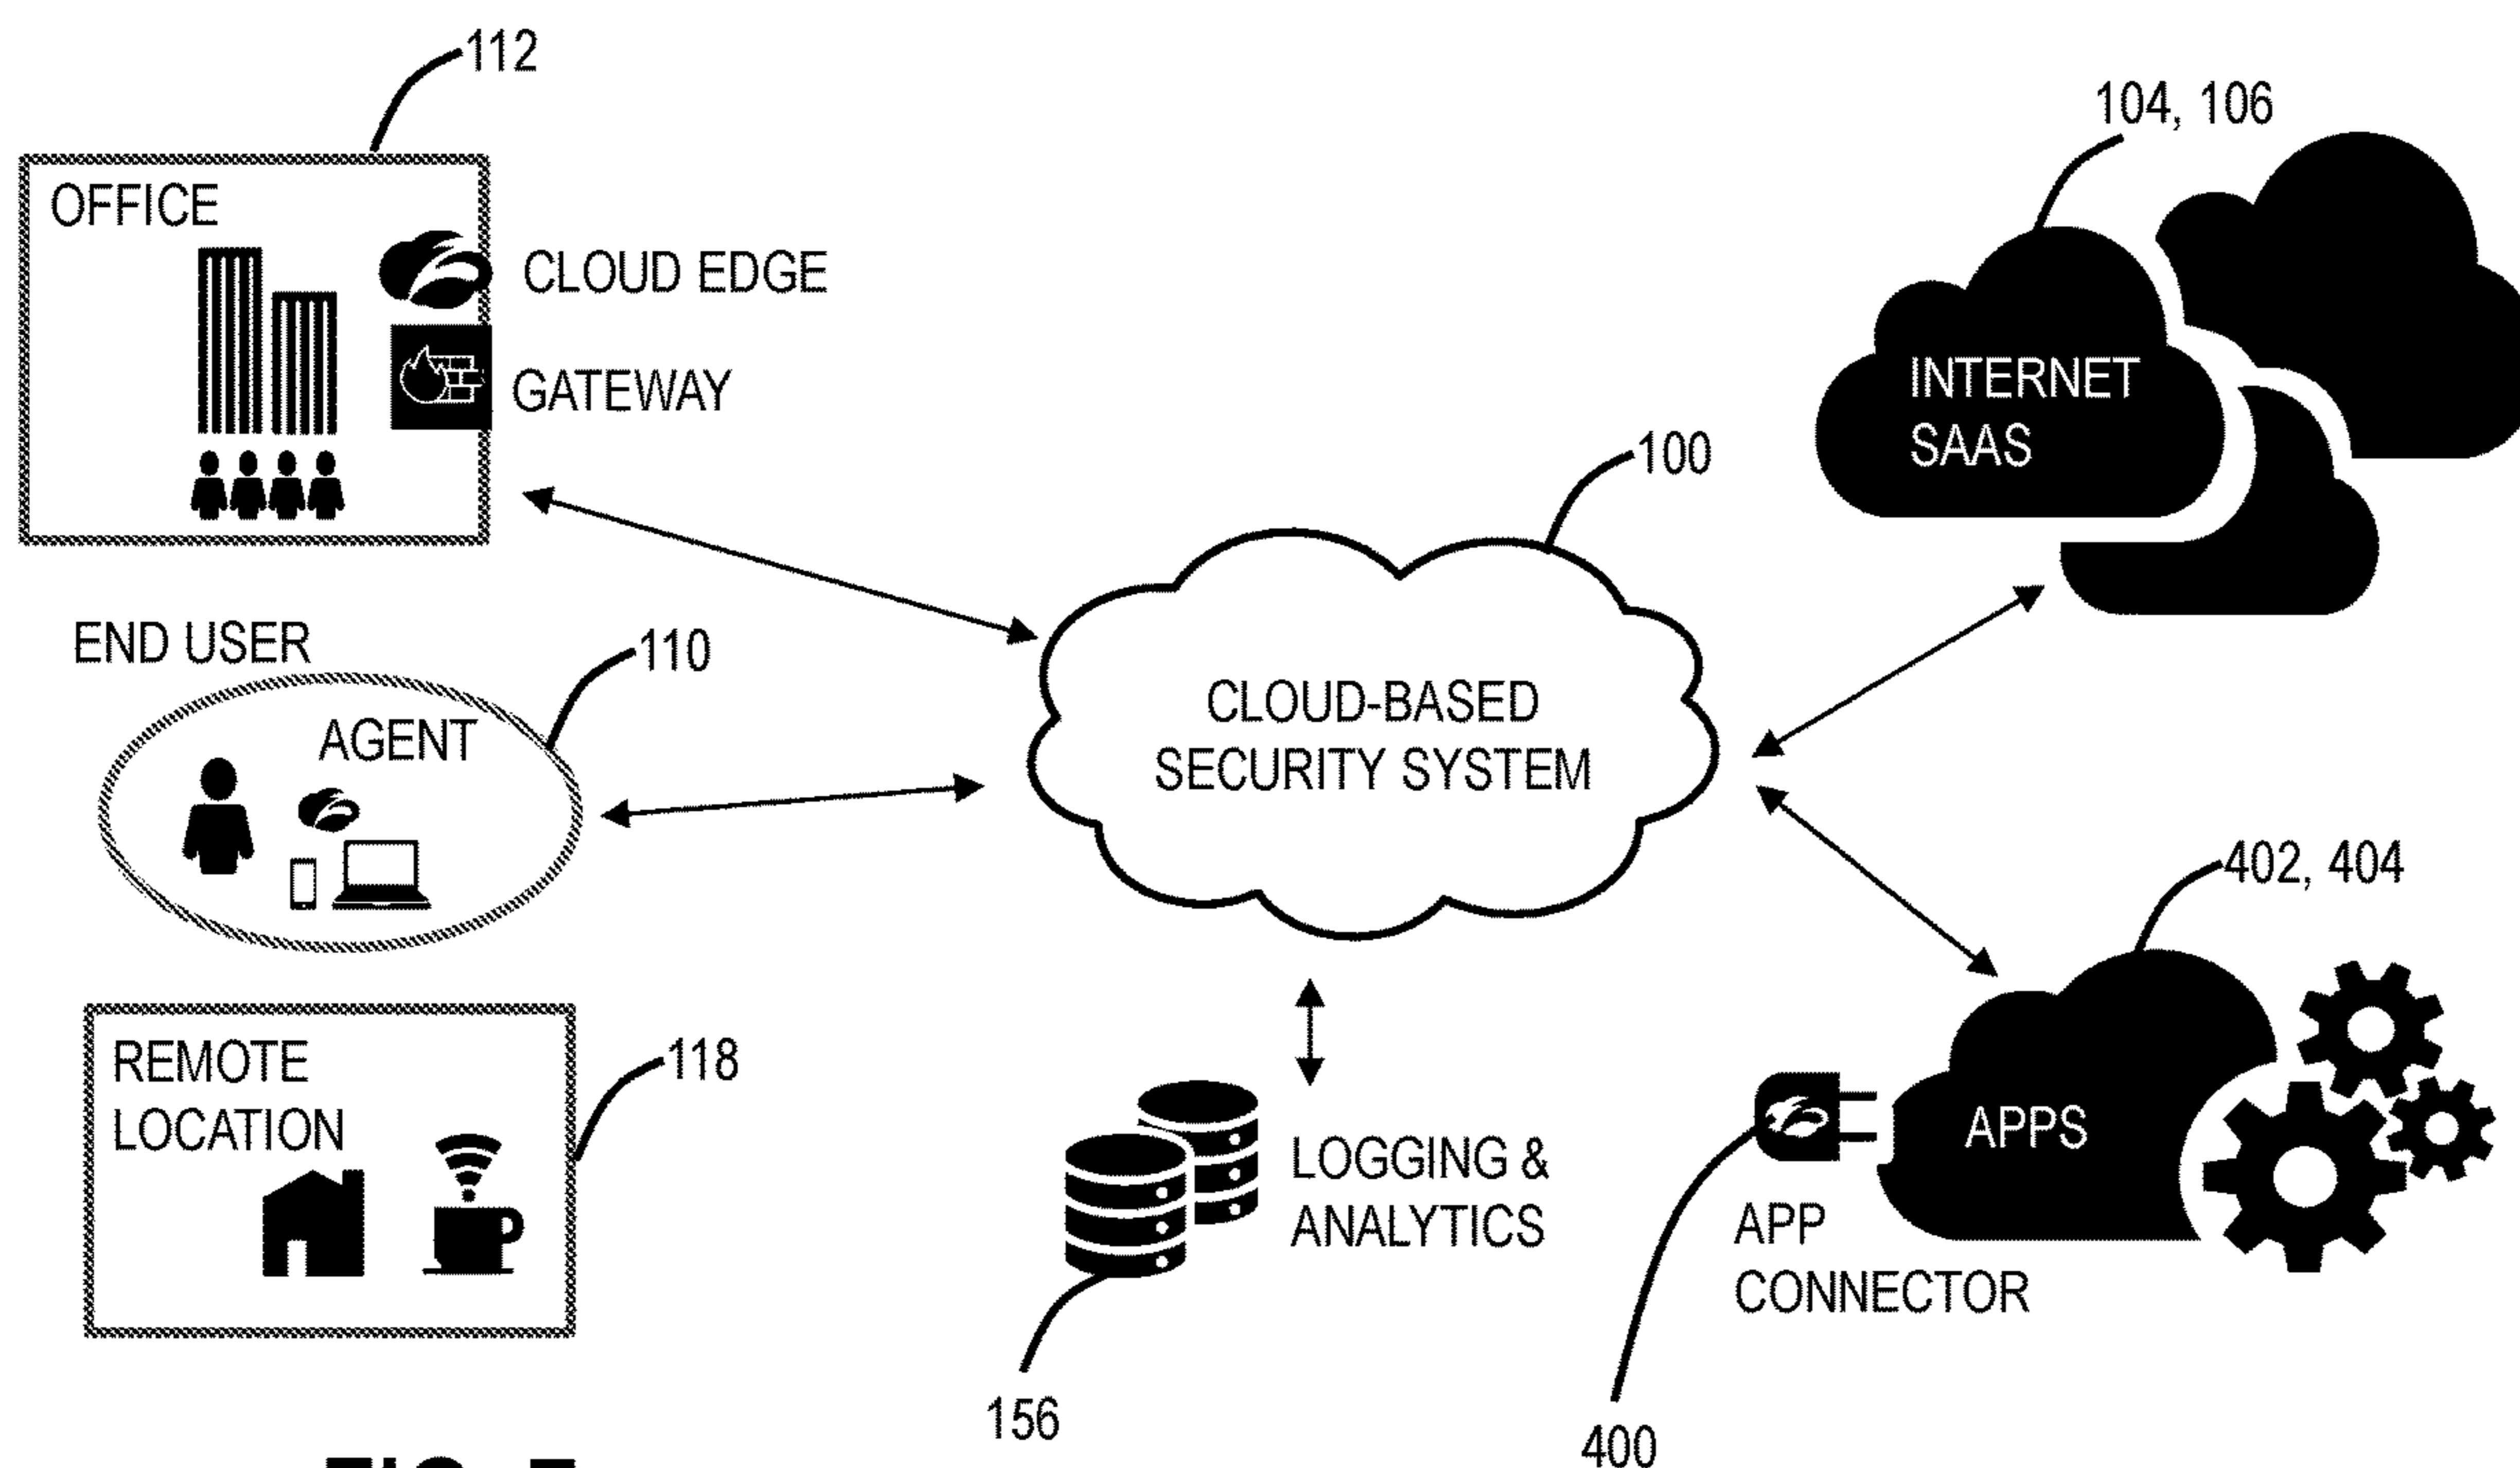 112
104, 106
OFFICE
CLOUD EDGE
GATEWAY
INTERNET
SAAS
100
END USER
110
AGENT
CLOUD-BASED
SECURITY SYSTEM
402, 404
REMOTE
LOCATION
118
LOGGING &
ANALYTICS
APPS
APP
CONNECTOR
156
400